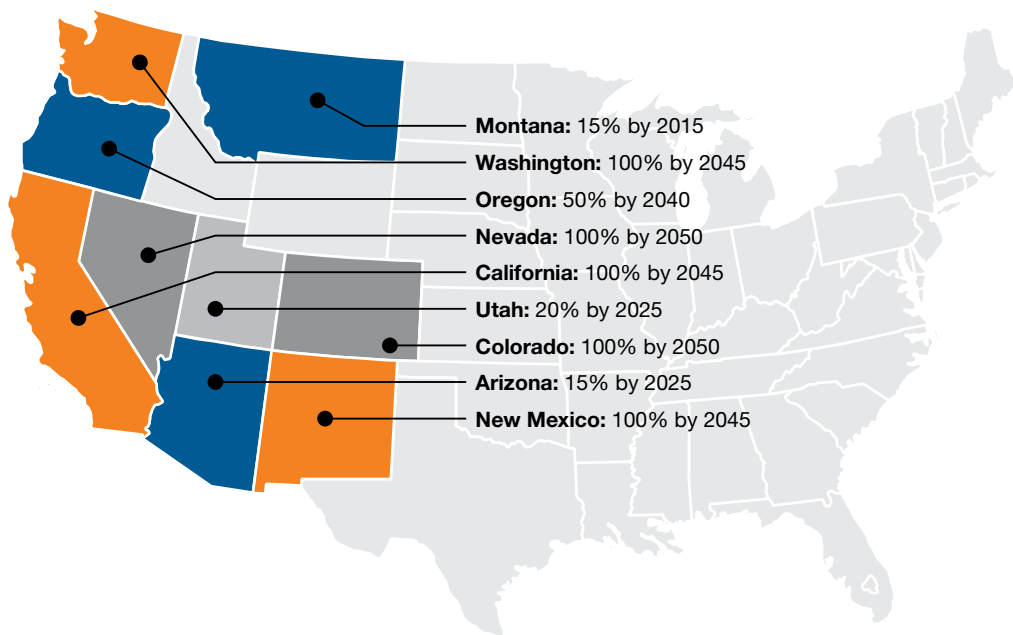 Montana: 15% by 2015
Washington: 100% by 2045
Oregon: 50% by 2040
Nevada: 100% by 2050
California: 100% by 2045
Utah: 20% by 2025
Colorado: 100% by 2050
Arizona: 15% by 2025
New Mexico: 100% by 2045